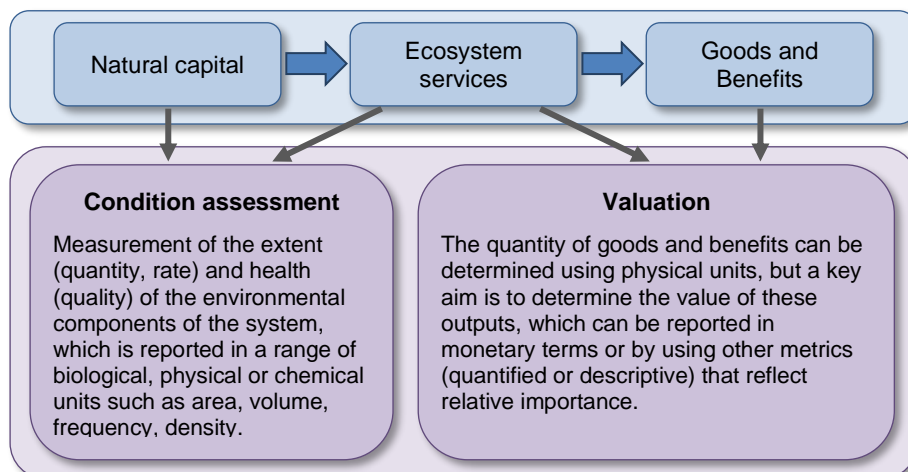 Natural capital
Ecosystem
services
Goods and
Benefits
Condition assessment
Measurement of the extent
(quantity, rate) and health
(quality) of the environmental
components of the system,
which is reported in a range of
biological, physical or chemical
units such as area, volume,
frequency, density.
Valuation
The quantity of goods and benefits can be
determined using physical units, but a key
aim is to determine the value of these
outputs, which can be reported in
monetary terms or by using other metrics
(quantified or descriptive) that reflect
relative importance.